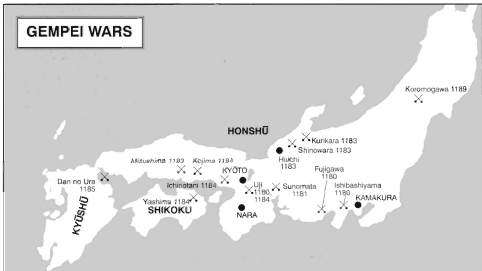 GEMPEI WARS
Koromogawa 1189
HONSHŪ
Kurikara 1183
Shinowara 1183
Hiuchi
1183
Mizushima 1183
Kojima 1184
Fujigawa
1180
KYŌTO
Dan no Ura
1185
Ichinotani 1184
Uji
1180
1184
Sunomata
1181
Ishibashiyama
1180
KAMAKURA
Yashima 1184
SHIKOKU
NARA
KYŪSHŪ